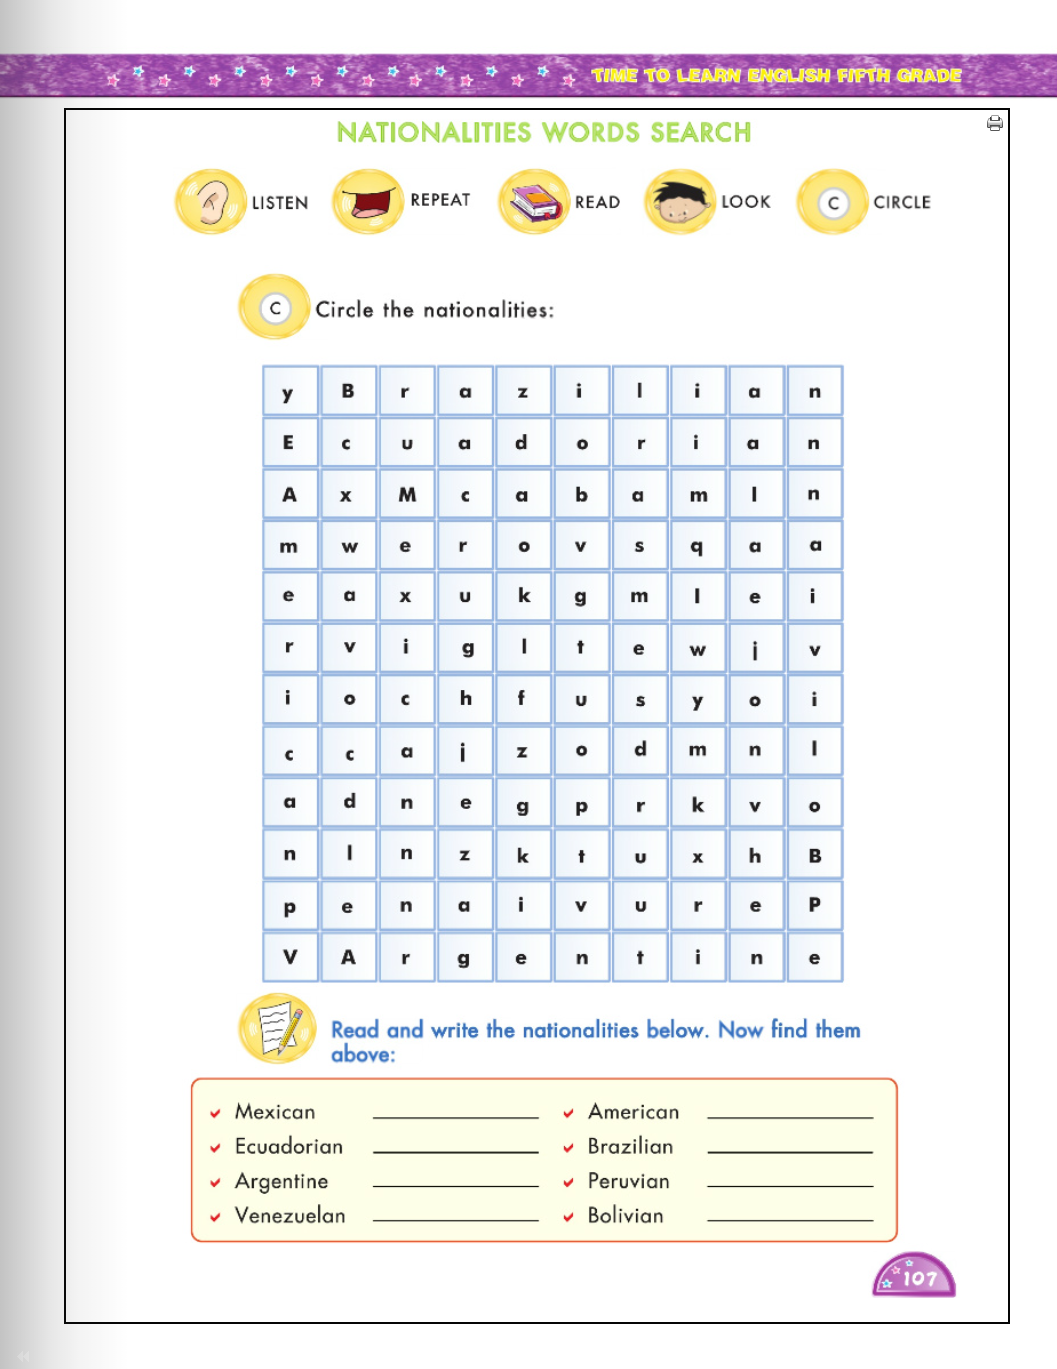 TIME TO LEARN ENGLISH FIFTH GRADE
NATIONALITIES WORDS SEARCH
LISTEN REPEAT READ LOOK C CIRCLE
C Circle the nationalities:
y B r a z i l i a n
E c u a d o r i a n
A x M c a b a m l n
m w e r o v s q a a
e a x u k g m l e i
r v i g l t e w j v
i o c h f u s y o i
c c a j z o d m n l
a d n e g p r k v o
n l n z k t u x h B
p e n a i v u r e P
V A r g e n t i n e
Read and write the nationalities below. Now find them
above:
Mexican ____________ American ____________
Ecuadorian ____________ Brazilian ____________
Argentine ____________ Peruvian ____________
Venezuelan ____________ Bolivian ____________
107